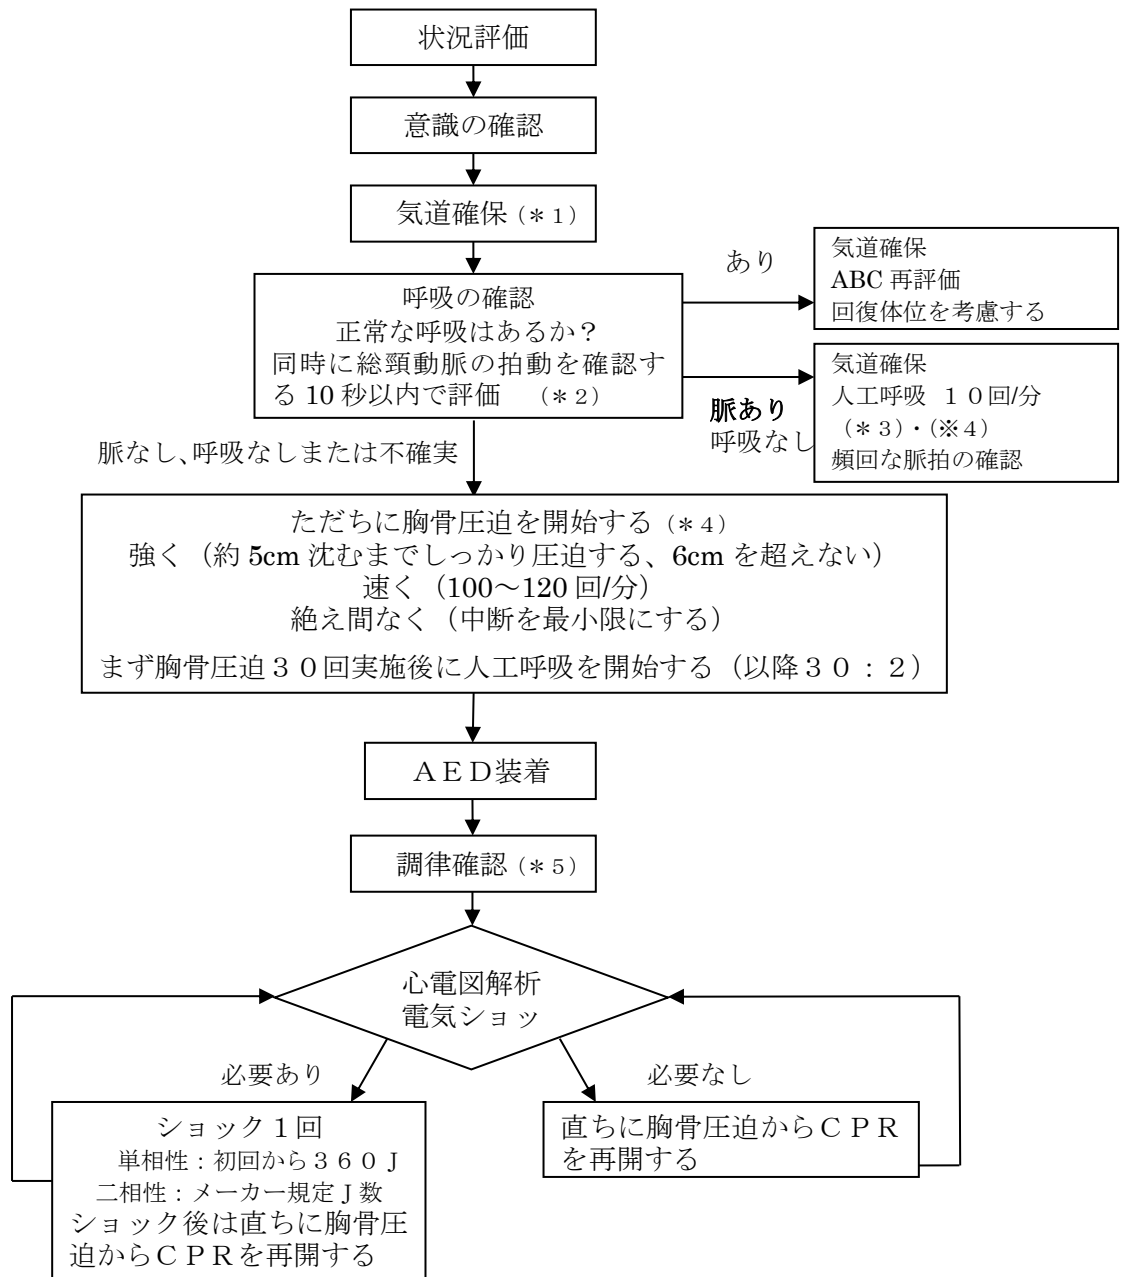 状況評価
意識の確認
気道確保（＊１）
呼吸の確認
正常な呼吸はあるか？
同時に総頸動脈の拍動を確認す
る 10 秒以内で評価　（＊２）
あり
気道確保
ABC 再評価
回復体位を考慮する
脈あり
呼吸なし
気道確保
人工呼吸　１０回/分
（＊３）・（※４）
頻回な脈拍の確認
脈なし、呼吸なしまたは不確実
ただちに胸骨圧迫を開始する（＊４）
強く（約 5cm 沈むまでしっかり圧迫する、6cm を超えない）
速く（100～120 回/分）
絶え間なく（中断を最小限にする）
まず胸骨圧迫３０回実施後に人工呼吸を開始する（以降３０：２）
ＡＥＤ装着
調律確認（＊５）
心電図解析
電気ショッ
必要あり
必要なし
ショック１回
単相性：初回から３６０Ｊ
二相性：メーカー規定Ｊ数
ショック後は直ちに胸骨圧
迫からＣＰＲを再開する
直ちに胸骨圧迫からＣＰＲ
を再開する